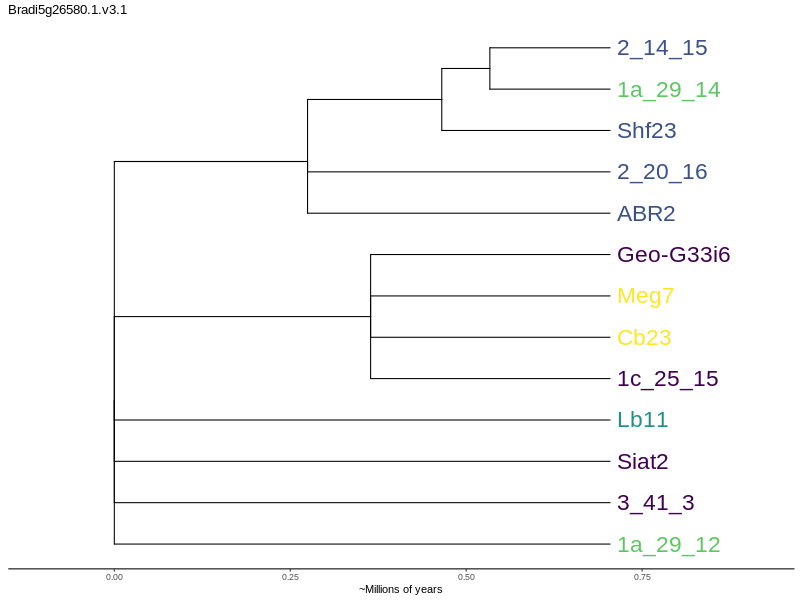 Bradi5g26580.1.v3.1
2_14_15
1a_29_14
Shf23
2_20_16
ABR2
Geo-G33i6
Meg7
Cb23
1c_25_15
Lb11
Siat2
3_41_3
1a_29_12
0.00 0.25 0.50 0.75
~Millions of years